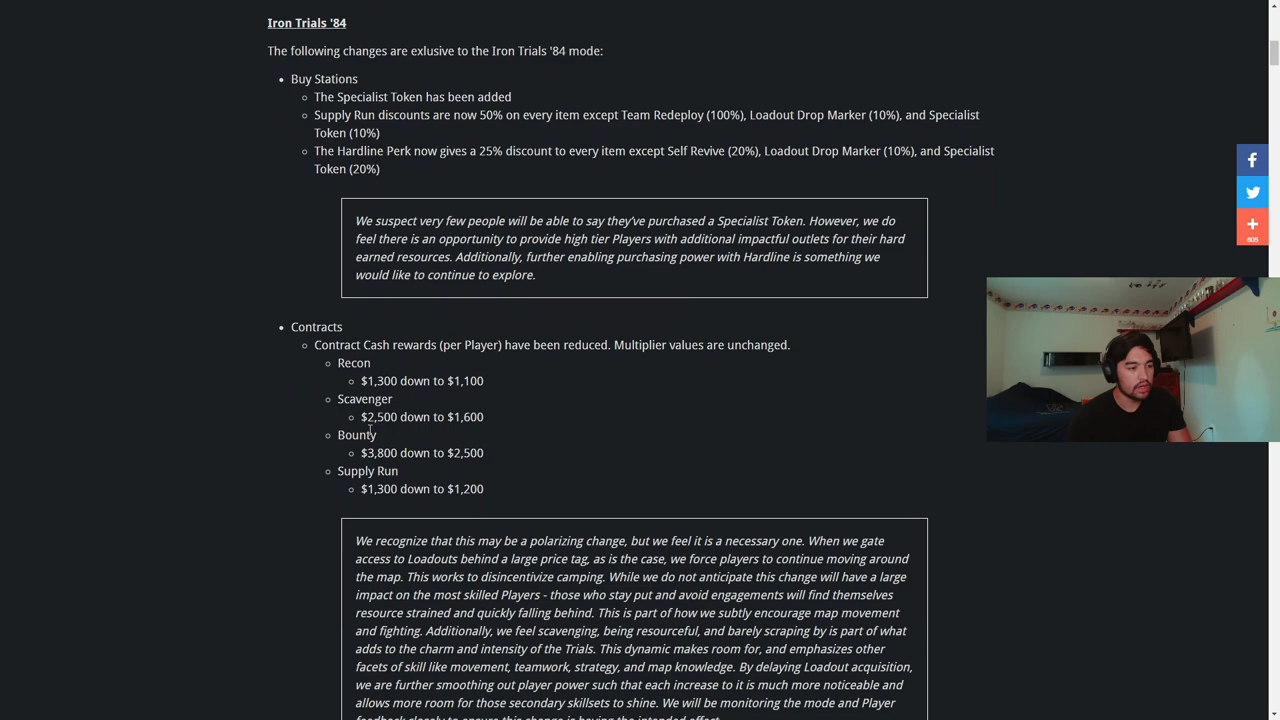 Iron Trials '84
The following changes are exlusive to the Iron Trials '84 mode:
• Buy Stations
○ The Specialist Token has been added
○ Supply Run discounts are now 50% on every item except Team Redeploy (100%), Loadout Drop Marker (10%), and Specialist
Token (10%)
○ The Hardline Perk now gives a 25% discount to every item except Self Revive (20%), Loadout Drop Marker (10%), and Specialist
Token (20%)
We suspect very few people will be able to say they've purchased a Specialist Token. However, we do
feel there is an opportunity to provide high tier Players with additional impactful outlets for their hard
earned resources. Additionally, further enabling purchasing power with Hardline is something we
would like to continue to explore.
• Contracts
○ Contract Cash rewards (per Player) have been reduced. Multiplier values are unchanged.
○ Recon
○ $1,300 down to $1,100
○ Scavenger
○ $2,500 down to $1,600
○ Bounty
○ $3,800 down to $2,500
○ Supply Run
○ $1,300 down to $1,200
We recognize that this may be a polarizing change, but we feel it is a necessary one. When we gate
access to Loadouts behind a large price tag, as is the case, we force players to continue moving around
the map. This works to disincentivize camping. While we do not anticipate this change will have a large
impact on the most skilled Players - those who stay put and avoid engagements will find themselves
resource strained and quickly falling behind. This is part of how we subtly encourage map movement
and fighting. Additionally, we feel scavenging, being resourceful, and barely scraping by is part of what
adds to the charm and intensity of the Trials. This dynamic makes room for, and emphasizes other
facets of skill like movement, teamwork, strategy, and map knowledge. By delaying Loadout acquisition,
we are further smoothing out player power such that each increase to it is much more noticeable and
allows more room for those secondary skillsets to shine. We will be monitoring the mode and Player
feedback closely to ensure this change is having the intended effect.
605